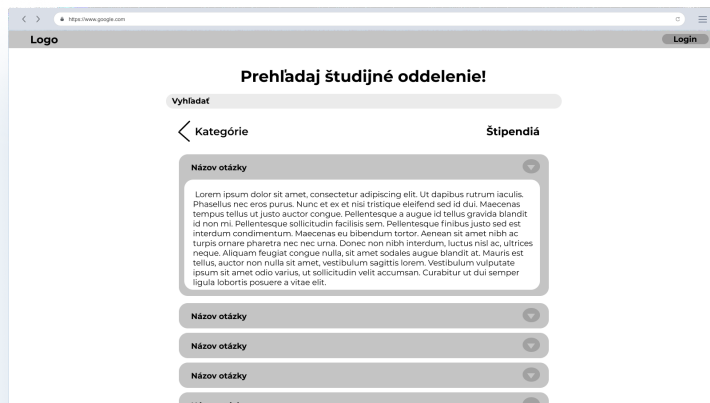 https://www.google.com
Logo
Login
Prehľadaj študijné oddelenie!
Vyhľadať
Kategórie
Štipendiá
Názov otázky
Lorem ipsum dolor sit amet, consectetur adipiscing elit. Ut dapibus rutrum iaculis.
Phasellus nec eros purus. Nunc et ex et nisi tristique eleifend sed id dui. Maecenas
tempus tellus ut justo auctor congue. Pellentesque a augue id tellus gravida blandit
id non mi. Pellentesque sollicitudin facilisis sem. Pellentesque finibus justo sed est
interdum condimentum. Maecenas eu bibendum tortor. Aenean sit amet nibh ac
turpis ornare pharetra nec nec urna. Donec non nibh interdum, luctus nisl ac, ultrices
neque. Aliquam feugiat congue nulla, sit amet sodales augue blandit at. Mauris est
tellus, auctor non nulla sit amet, vestibulum sagittis lorem. Vestibulum vulputate
ipsum sit amet odio varius, ut sollicitudin velit accumsan. Curabitur ut dui semper
ligula lobortis posuere a vitae elit.
Názov otázky
Názov otázky
Názov otázky